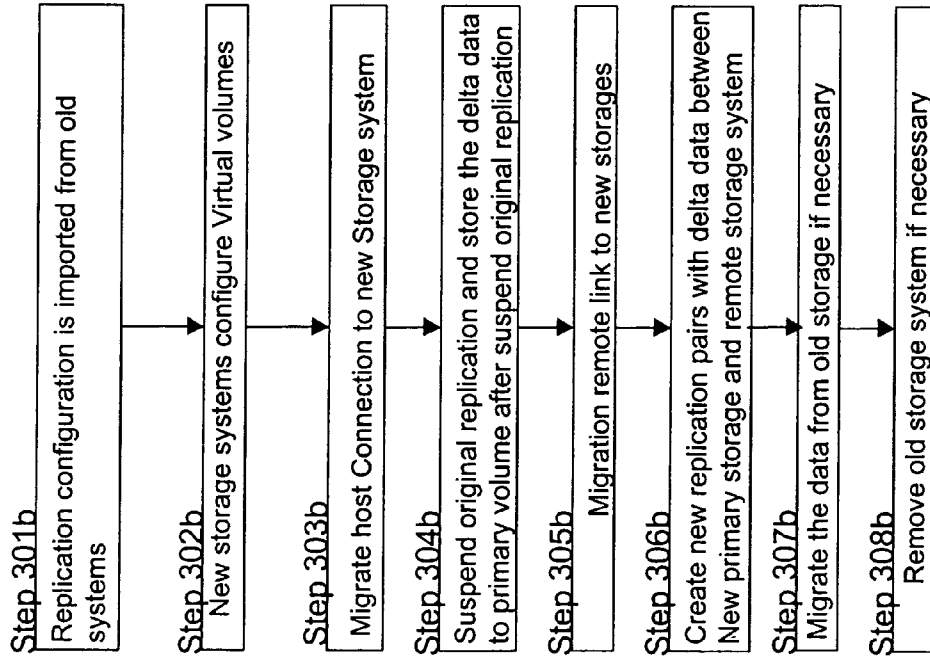 Step 301b
Replication configuration is imported from old
systems
Step 302b
New storage systems configure Virtual volumes
Step 303b
Migrate host Connection to new Storage system
Step 304b
Suspend original replication and store the delta data
to primary volume after suspend original replication
Step 305b
Migration remote link to new storages
Step 306b
Create new replication pairs with delta data between
New primary storage and remote storage system
Step 307b
Migrate the data from old storage if necessary
Step 308b
Remove old storage system if necessary